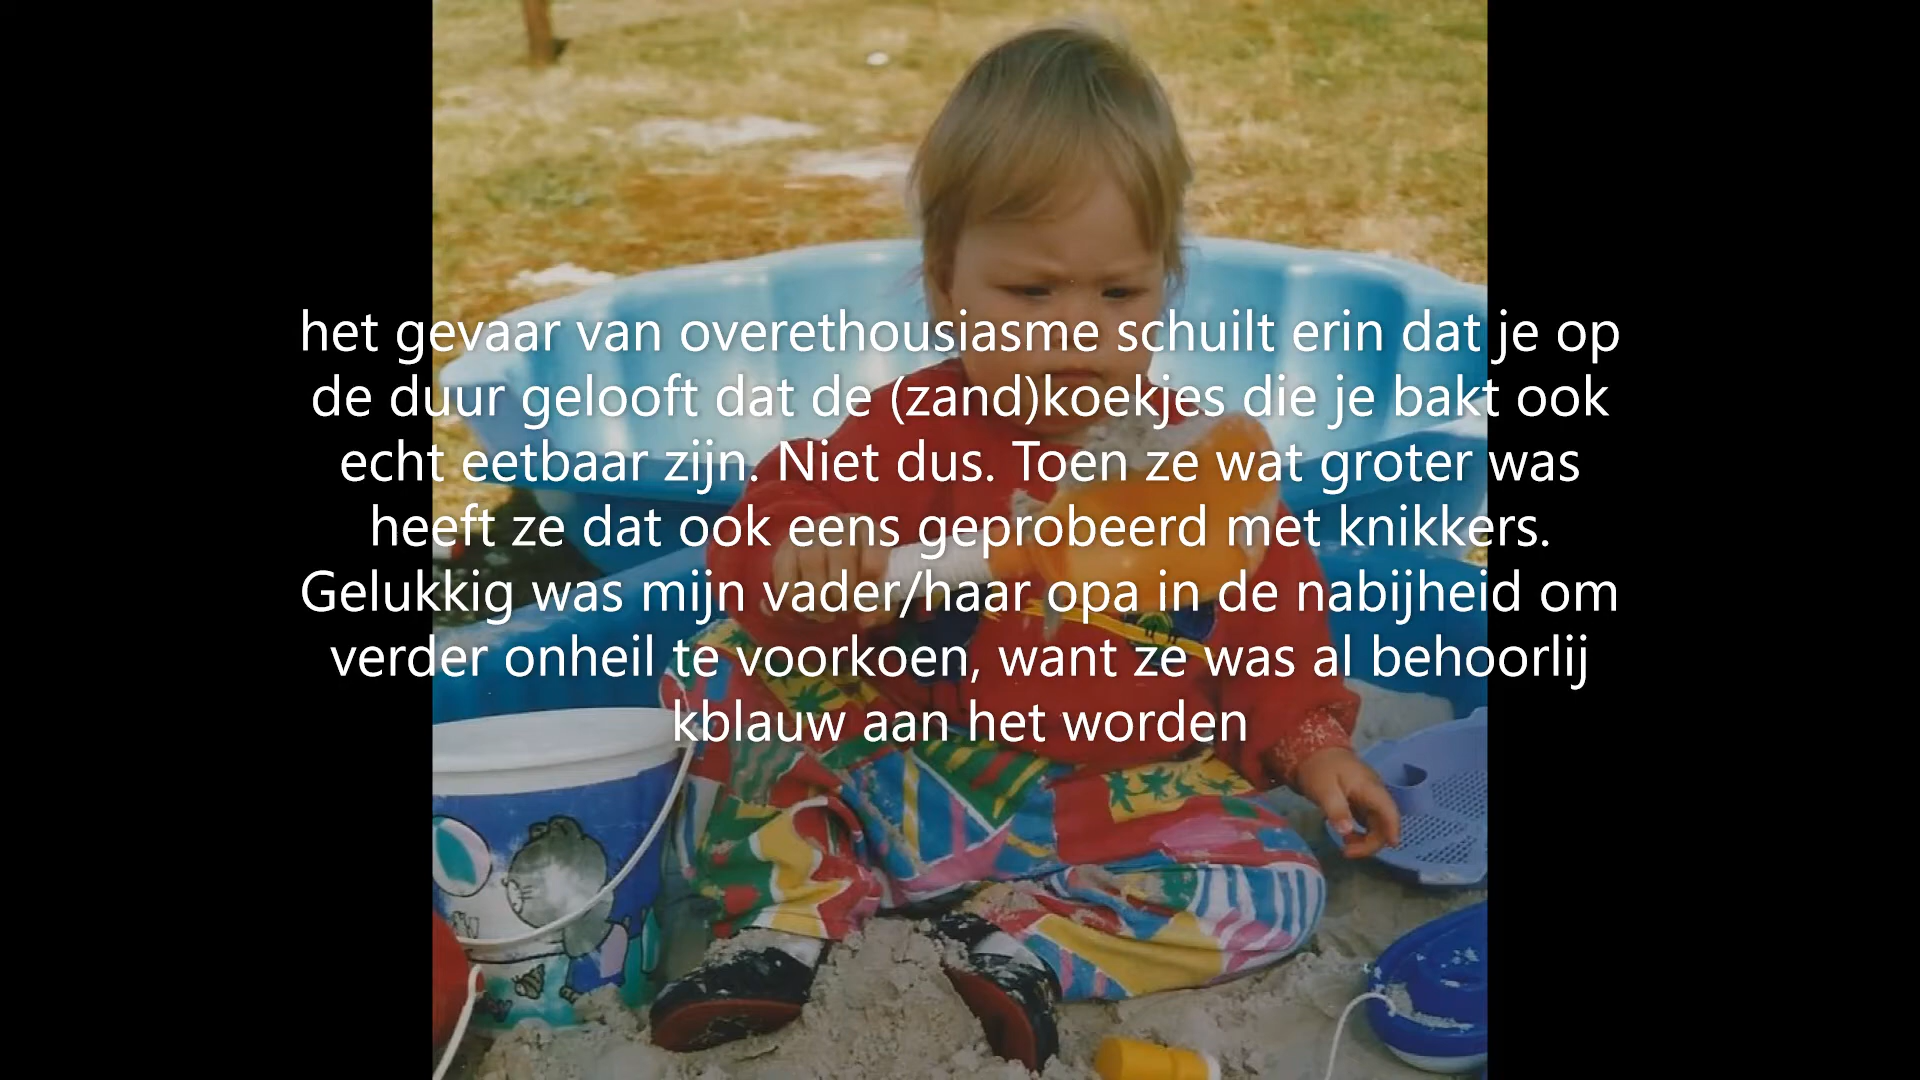 het gevaar van overethousiasme schuilt erin dat je op
de duur gelooft dat de (zand)koekjes die je bakt ook
echt eetbaar zijn. Niet dus. Toen ze wat groter was
heeft ze dat ook eens geprobeerd met knikkers.
Gelukkig was mijn vader/haar opa in de nabijheid om
verder onheil te voorkoen, want ze was al behoorlij
kblauw aan het worden